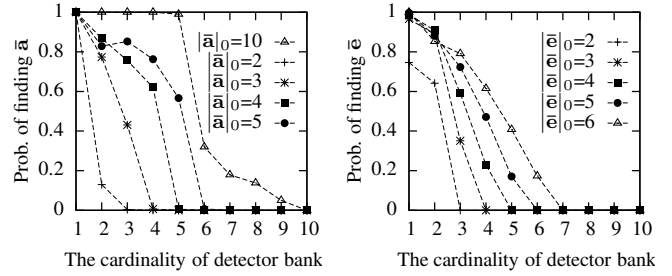 Prob. of finding ā
1
0.8
0.6
0.4
0.2
0
1 2 3 4 5 6 7 8 9 10
The cardinality of detector bank
|ā|₀=10
|ā|₀=2
|ā|₀=3
|ā|₀=4
|ā|₀=5
Prob. of finding ē
1
0.8
0.6
0.4
0.2
0
1 2 3 4 5 6 7 8 9 10
The cardinality of detector bank
|ē|₀=2
|ē|₀=3
|ē|₀=4
|ē|₀=5
|ē|₀=6